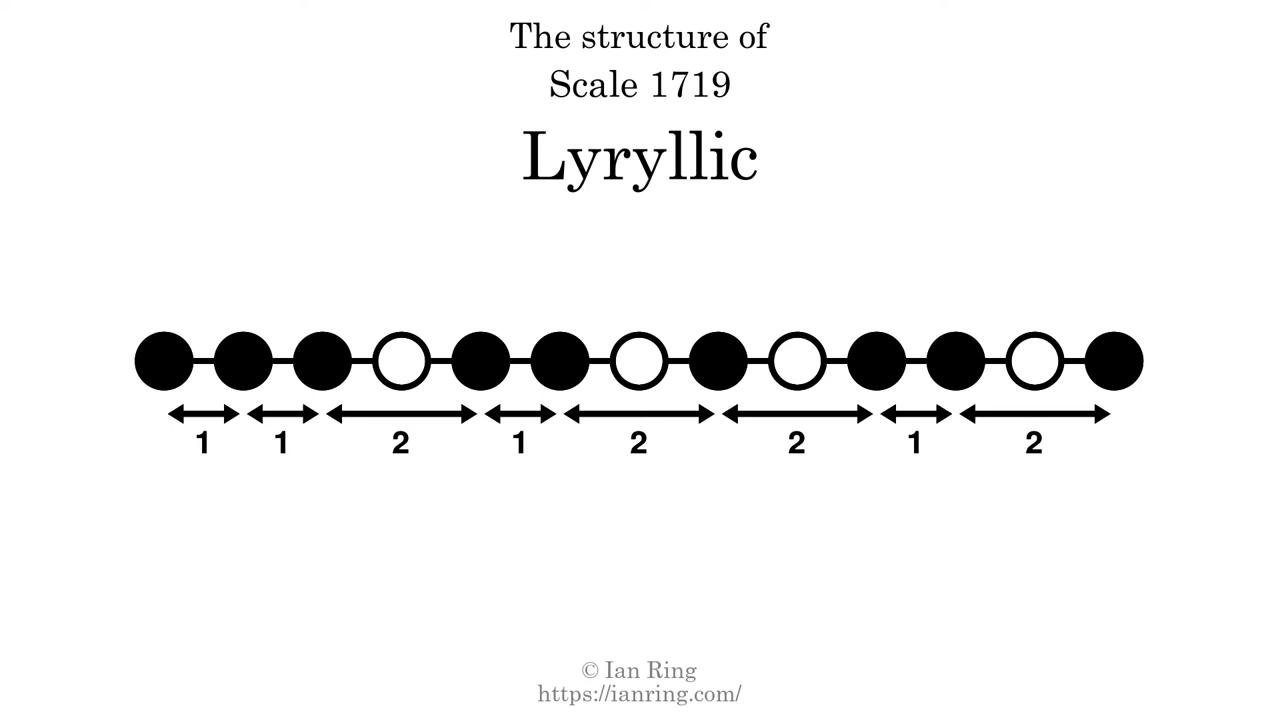 The structure of
Scale 1719
Lyryllic
1 1 2 1 2 2 1 2
© Ian Ring
https://ianring.com/